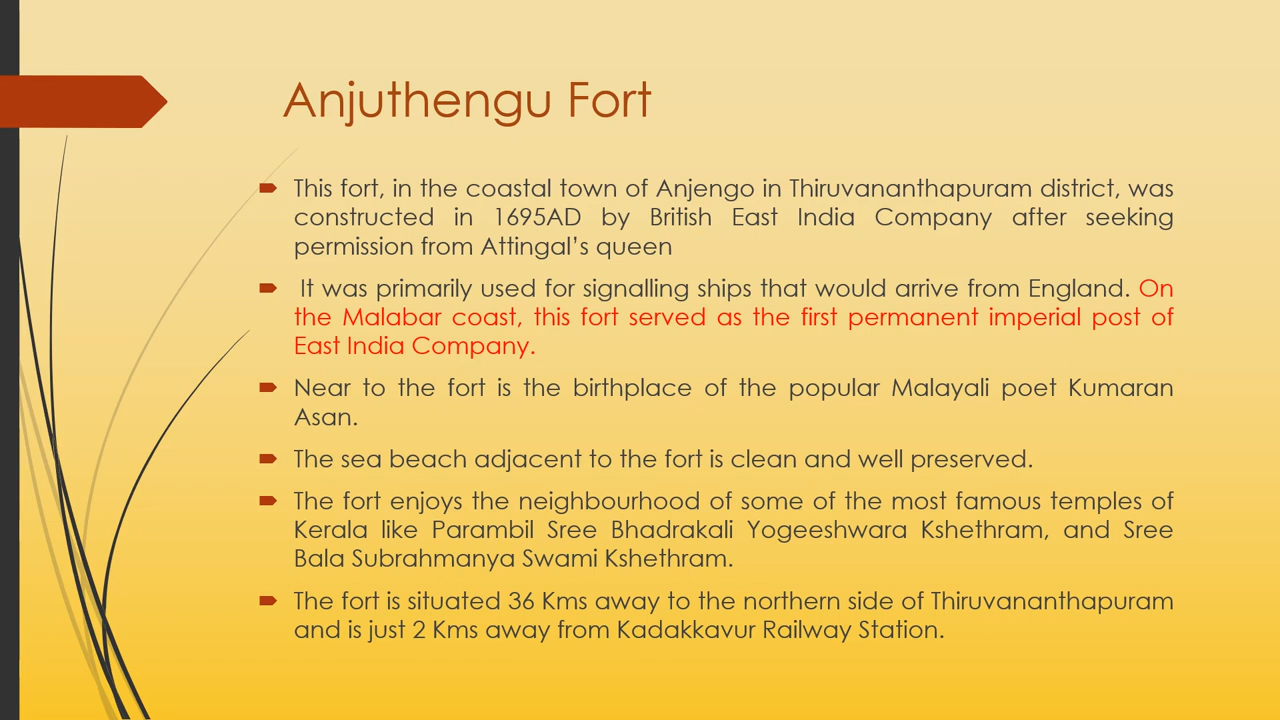 Anjuthengu Fort
This fort, in the coastal town of Anjengo in Thiruvananthapuram district, was
constructed in 1695AD by British East India Company after seeking
permission from Attingal’s queen
It was primarily used for signalling ships that would arrive from England. On
the Malabar coast, this fort served as the first permanent imperial post of
East India Company.
Near to the fort is the birthplace of the popular Malayali poet Kumaran
Asan.
The sea beach adjacent to the fort is clean and well preserved.
The fort enjoys the neighbourhood of some of the most famous temples of
Kerala like Parambil Sree Bhadrakali Yogeeshwara Kshethram, and Sree
Bala Subrahmanya Swami Kshethram.
The fort is situated 36 Kms away to the northern side of Thiruvananthapuram
and is just 2 Kms away from Kadakkavur Railway Station.